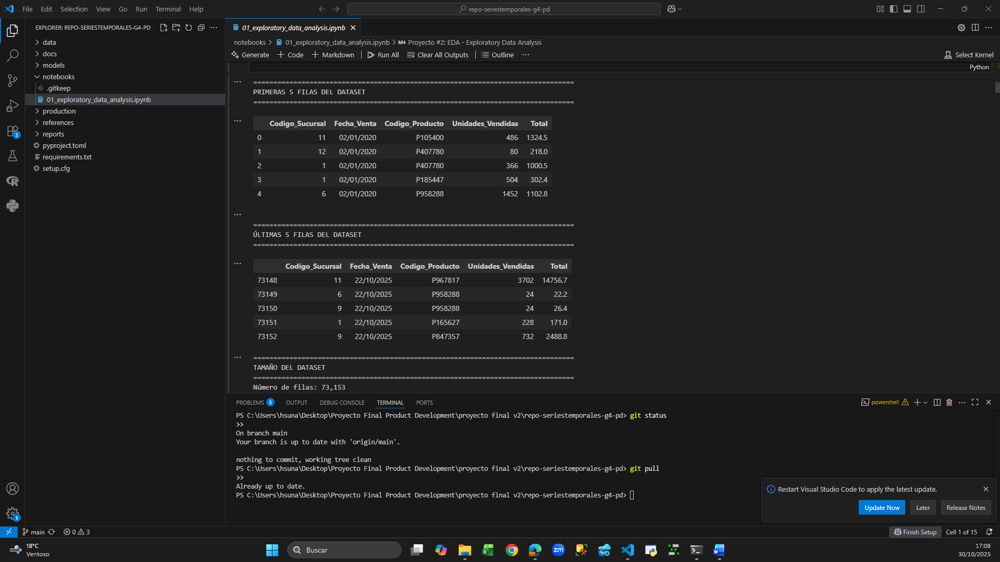 File Edit Selection View Go Run Terminal Help
repo-seriestemporales-g4-pd
EXPLORER: REPO-SERIESTEMPORALES-G4-PD
data
docs
models
notebooks
.gitkeep
01_exploratory_data_analysis.ipynb
production
references
reports
pyproject.toml
requirements.txt
setup.cfg
2
1
01_exploratory_data_analysis.ipynb
notebooks > 01_exploratory_data_analysis.ipynb > M↓ Proyecto #2: EDA - Exploratory Data Analysis
Generate + Code + Markdown | Run All Clear All Outputs | Outline ...
Select Kernel
Python
================================================================================
PRIMERAS 5 FILAS DEL DATASET
================================================================================
Codigo_Sucursal Fecha_Venta Codigo_Producto Unidades_Vendidas Total
0 11 02/01/2020 P105400 486 1324.5
1 12 02/01/2020 P407780 80 218.0
2 1 02/01/2020 P407780 366 1000.5
3 1 02/01/2020 P185447 504 302.4
4 6 02/01/2020 P958288 1452 1102.8
================================================================================
ÚLTIMAS 5 FILAS DEL DATASET
================================================================================
Codigo_Sucursal Fecha_Venta Codigo_Producto Unidades_Vendidas Total
73148 11 22/10/2025 P967817 3702 14756.7
73149 6 22/10/2025 P958288 24 22.2
73150 9 22/10/2025 P958288 24 26.4
73151 1 22/10/2025 P165627 228 171.0
73152 9 22/10/2025 P847357 732 2488.8
================================================================================
TAMAÑO DEL DATASET
================================================================================
Número de filas: 73,153
PROBLEMS 3 OUTPUT DEBUG CONSOLE TERMINAL PORTS
powershell
PS C:\Users\hsuna\Desktop\Proyecto Final Product Development\proyecto final v2\repo-seriestemporales-g4-pd> git status
>>
On branch main
Your branch is up to date with 'origin/main'.
nothing to commit, working tree clean
PS C:\Users\hsuna\Desktop\Proyecto Final Product Development\proyecto final v2\repo-seriestemporales-g4-pd> git pull
>>
Already up to date.
PS C:\Users\hsuna\Desktop\Proyecto Final Product Development\proyecto final v2\repo-seriestemporales-g4-pd>
Restart Visual Studio Code to apply the latest update.
Update Now Later Release Notes
main 0 3
Finish Setup Cell 1 of 15
18°C
Ventoso
Buscar
zm
17:08
30/10/2025